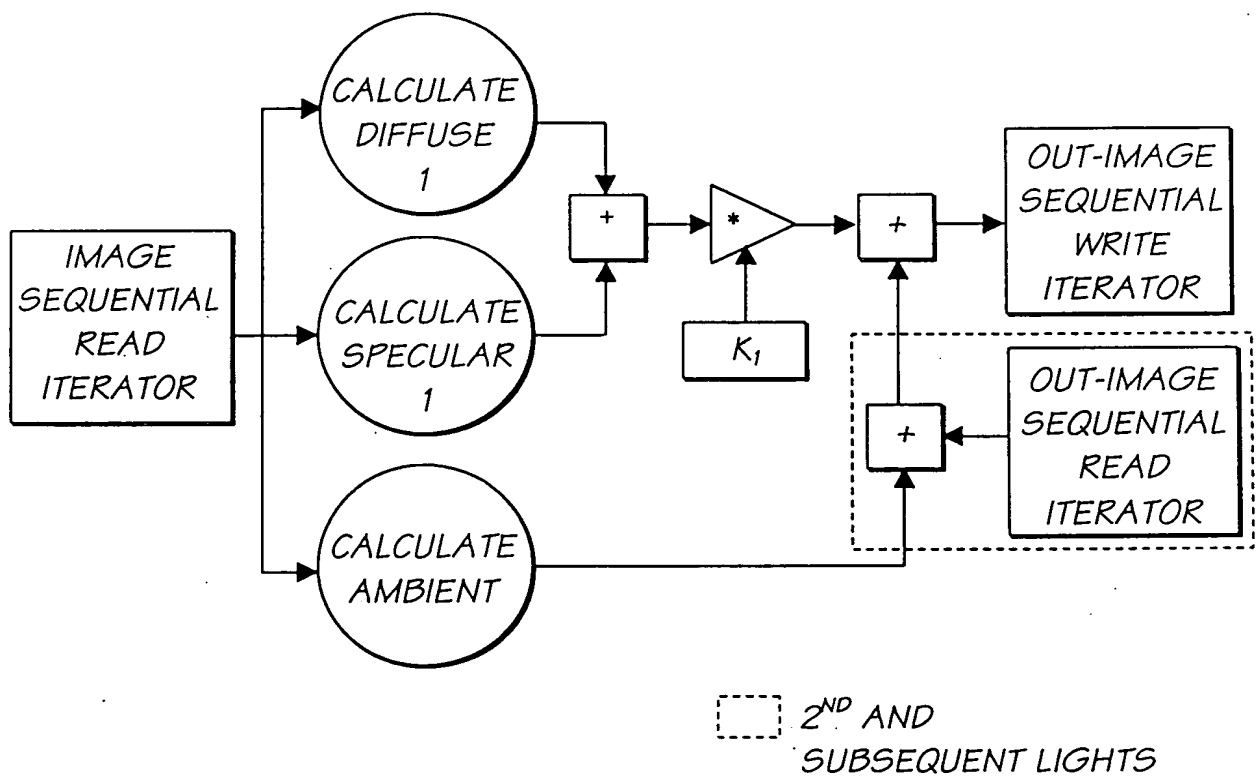 IMAGE
SEQUENTIAL
READ
ITERATOR
CALCULATE
DIFFUSE
1
CALCULATE
SPECULAR
1
CALCULATE
AMBIENT
+
*
K₁
+
OUT-IMAGE
SEQUENTIAL
WRITE
ITERATOR
+
OUT-IMAGE
SEQUENTIAL
READ
ITERATOR
2ND AND
SUBSEQUENT LIGHTS